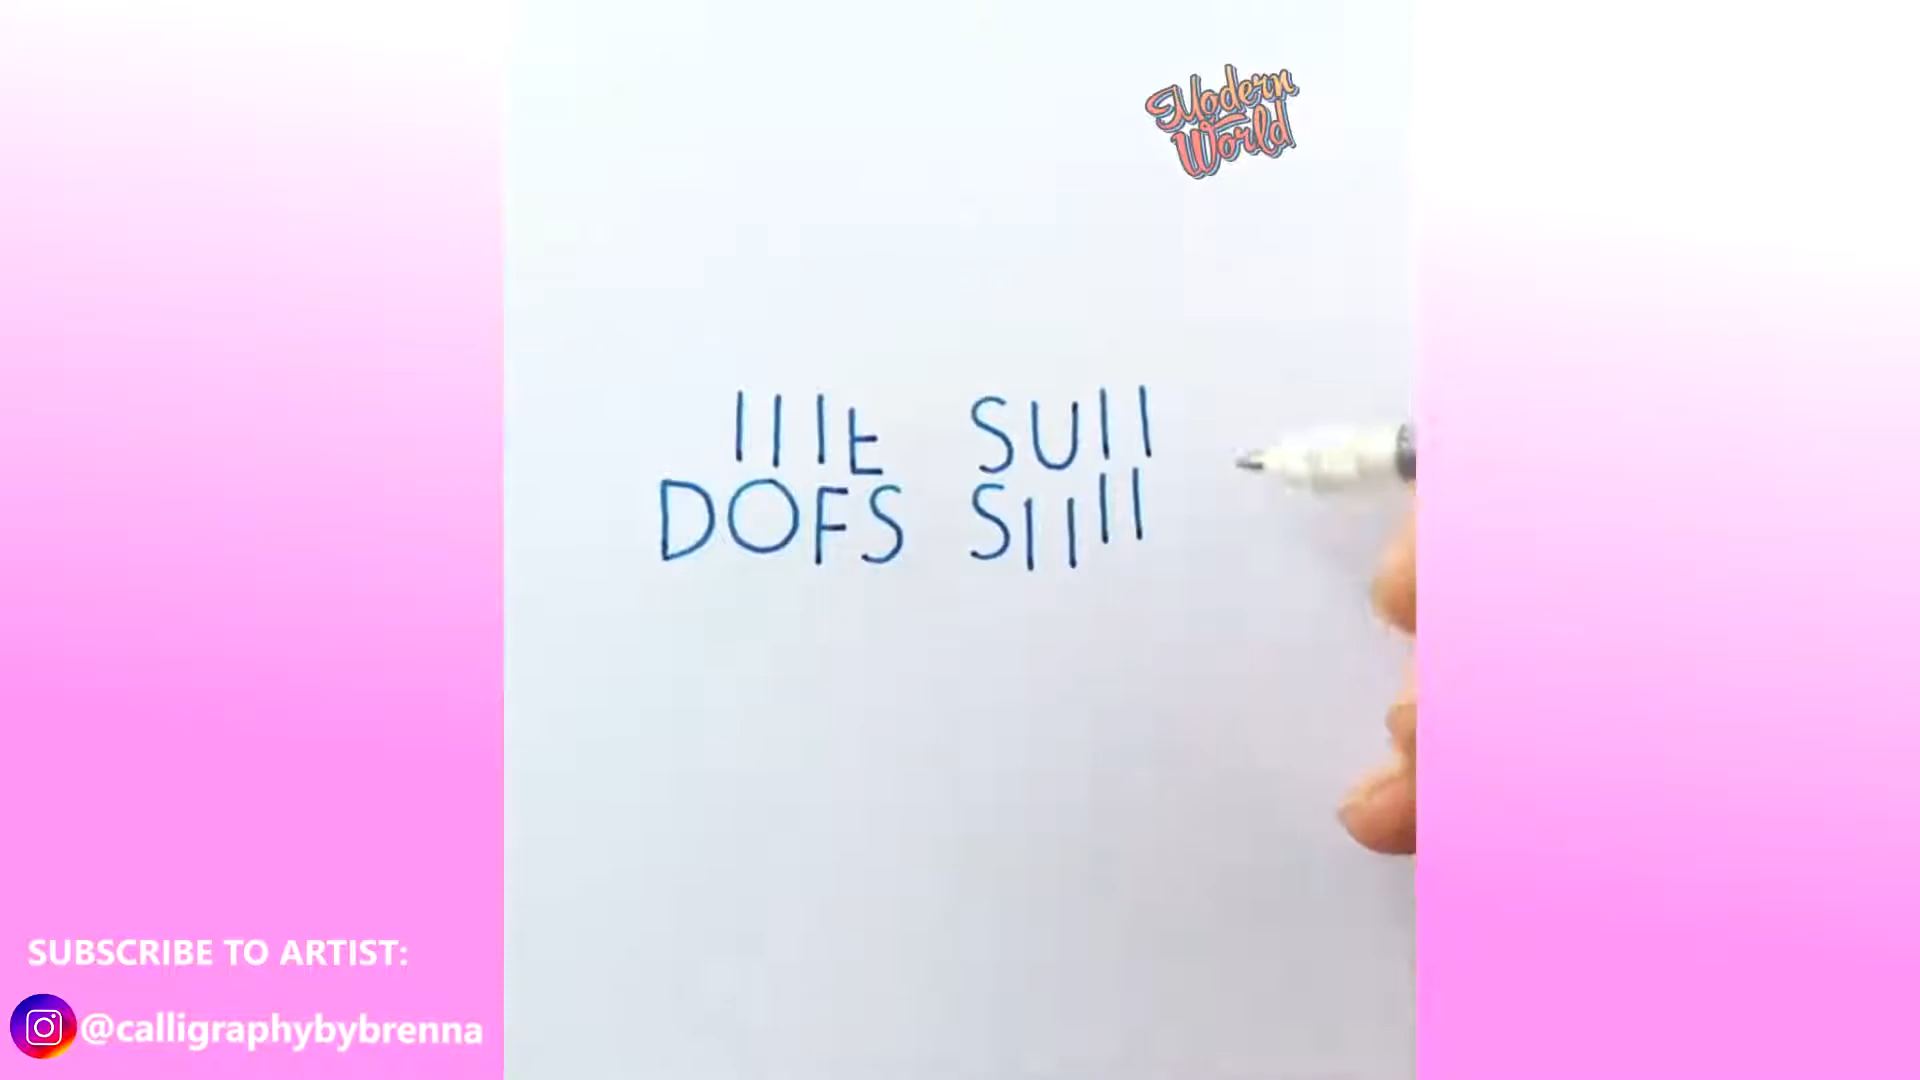 Modern
World
IIIE SUII
DOFS SIIII
SUBSCRIBE TO ARTIST:
@calligraphybybrenna